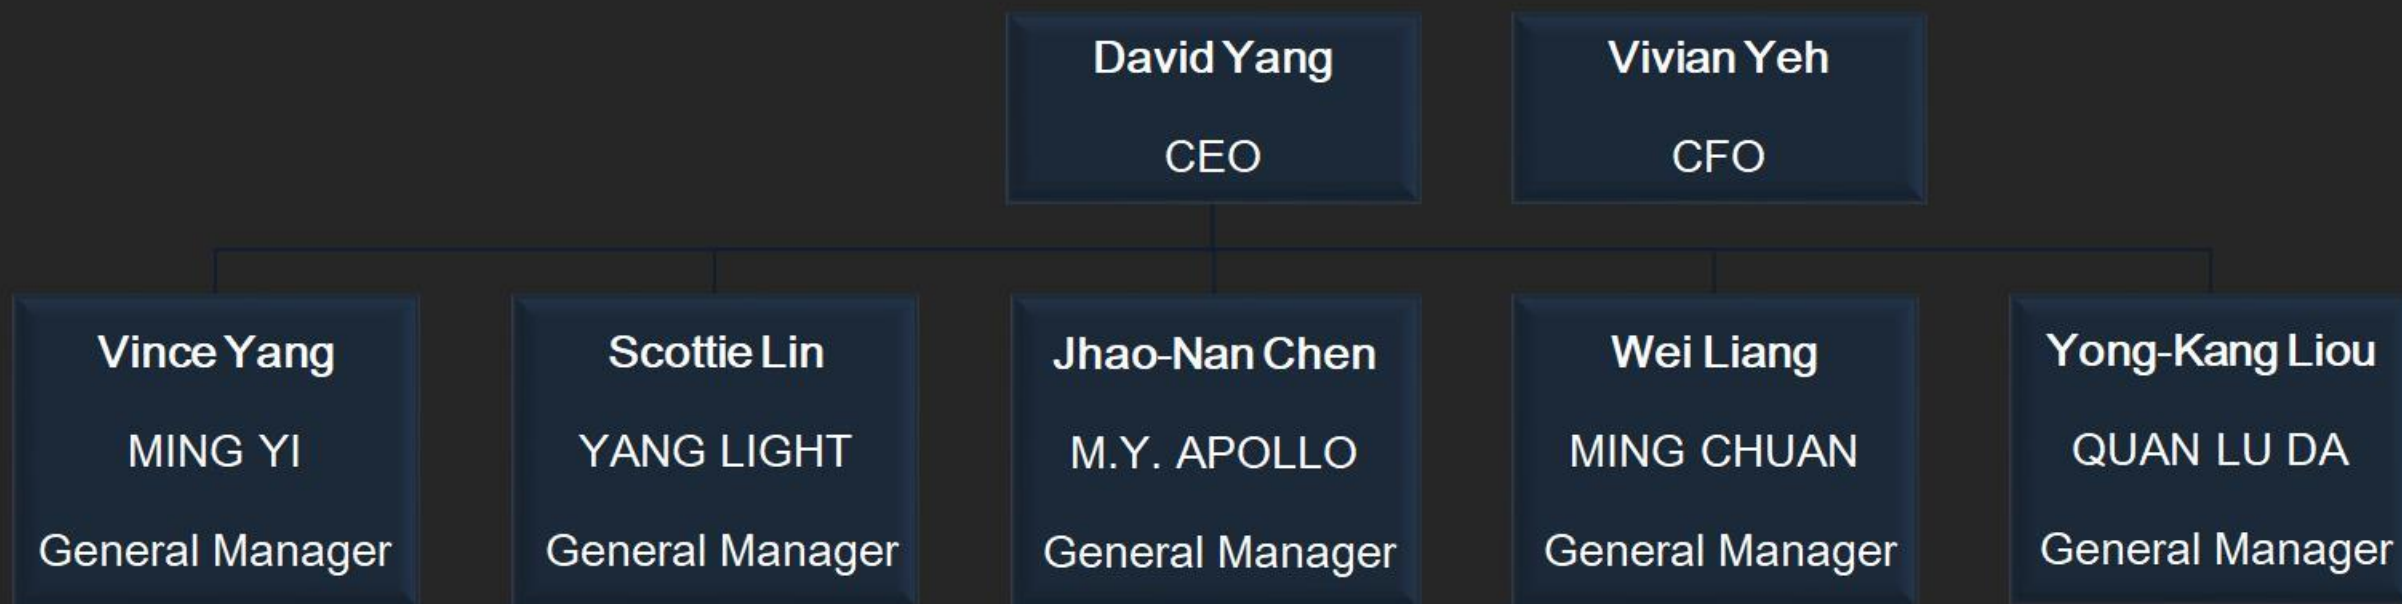 David Yang
CEO
Vivian Yeh
CFO
Vince Yang
MING YI
General Manager
Scottie Lin
YANG LIGHT
General Manager
Jhao-Nan Chen
M.Y. APOLLO
General Manager
Wei Liang
MING CHUAN
General Manager
Yong-Kang Liou
QUAN LU DA
General Manager